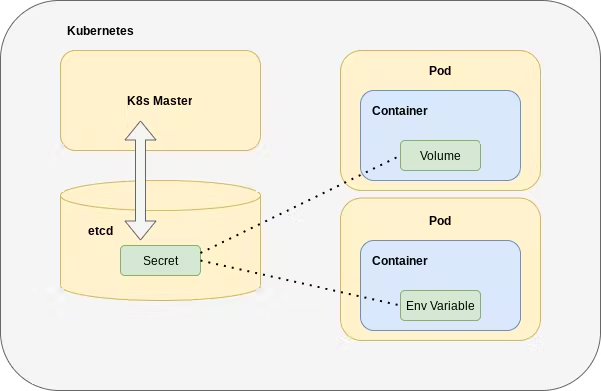 Kubernetes
K8s Master
etcd
Secret
Pod
Container
Volume
Pod
Container
Env Variable